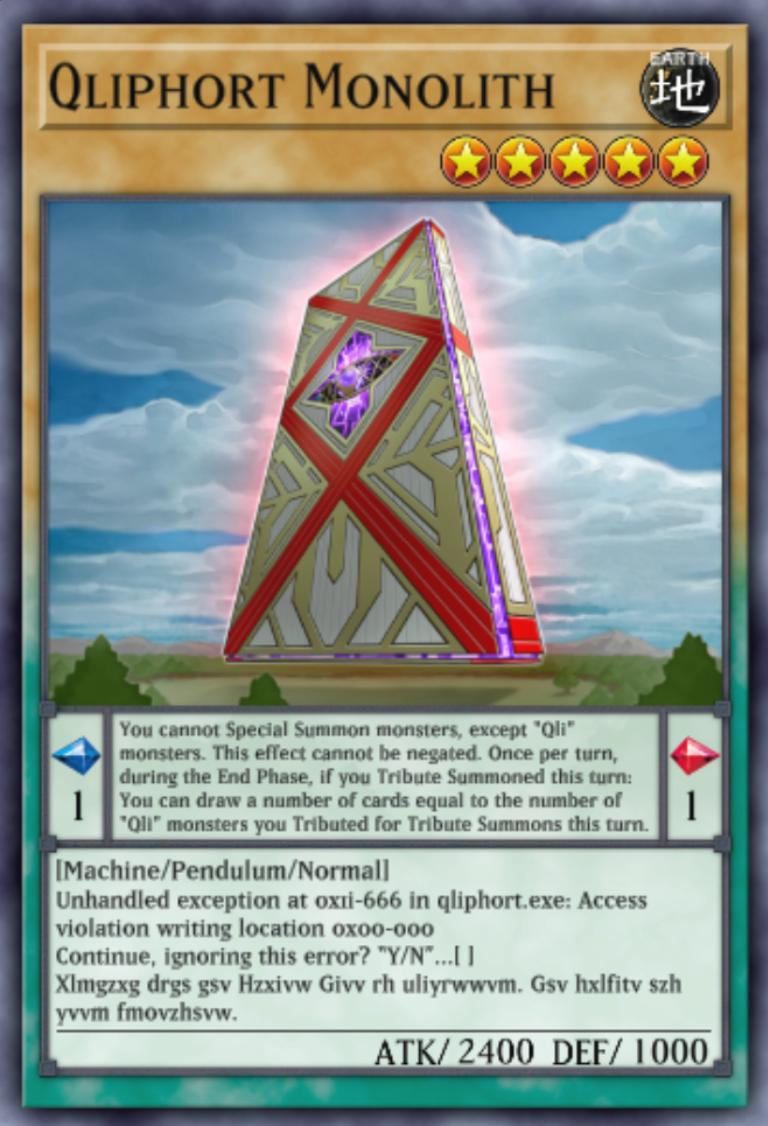 Qliphort Monolith
EARTH
地
You cannot Special Summon monsters, except "Qli"
monsters. This effect cannot be negated. Once per turn,
during the End Phase, if you Tribute Summoned this turn:
You can draw a number of cards equal to the number of
"Qli" monsters you Tributed for Tribute Summons this turn.
1
1
[Machine/Pendulum/Normal]
Unhandled exception at oxii-666 in qliphort.exe: Access
violation writing location oxoo-ooo
Continue, ignoring this error? "Y/N"...[ ]
Xlmgzxg drgs gsv Hzxivw Givv rh uliyrwwvm. Gsv hxlfitv szh
yvvm fmovzhsvw.
ATK/ 2400 DEF/ 1000